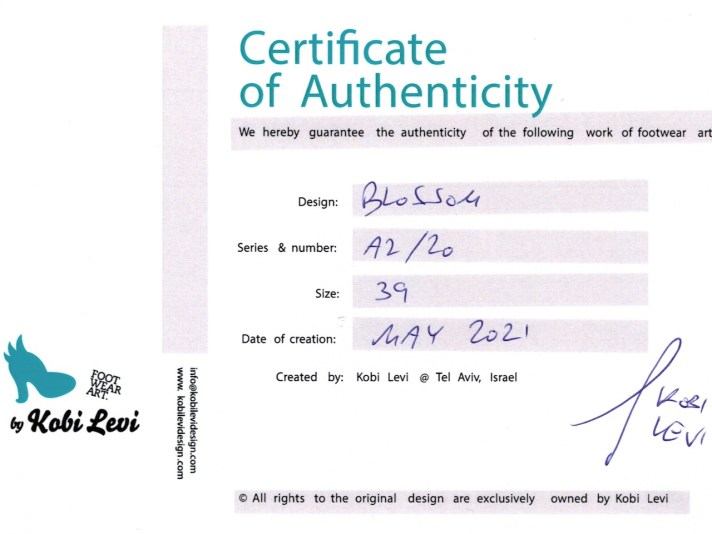 Certificate
of Authenticity
We hereby guarantee the authenticity of the following work of footwear art
Design: BLOSSOM
Series & number: A2/20
Size: 39
Date of creation: MAY 2021
Created by: Kobi Levi @ Tel Aviv, Israel
KOBI
LEVI
FOOT
WEAR
ART.
by Kobi Levi
info@kobilevidesign.com
www. kobilevidesign.com
© All rights to the original design are exclusively owned by Kobi Levi